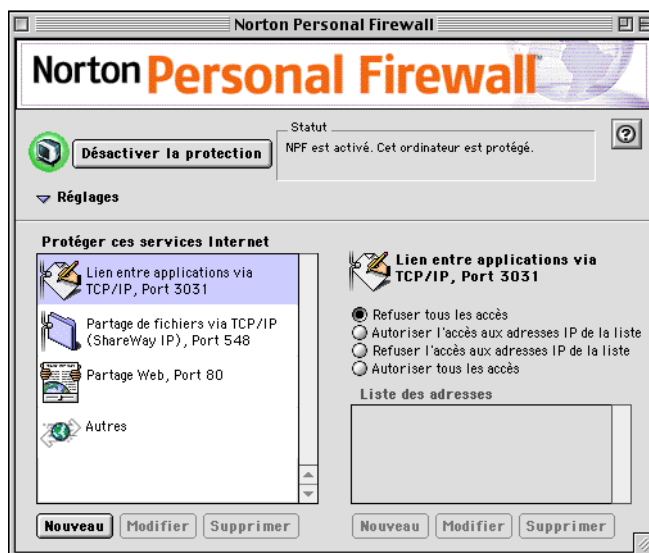 Norton Personal Firewall
Norton Personal Firewall™
Désactiver la protection
Statut
NPF est activé. Cet ordinateur est protégé.
?
Réglages
Protéger ces services Internet
Lien entre applications via
TCP/IP, Port 3031
Partage de fichiers via TCP/IP
(ShareWay IP), Port 548
Partage Web, Port 80
Autres
Nouveau
Modifier
Supprimer
Lien entre applications via
TCP/IP, Port 3031
Refuser tous les accès
Autoriser l'accès aux adresses IP de la liste
Refuser l'accès aux adresses IP de la liste
Autoriser tous les accès
Liste des adresses
Nouveau
Modifier
Supprimer